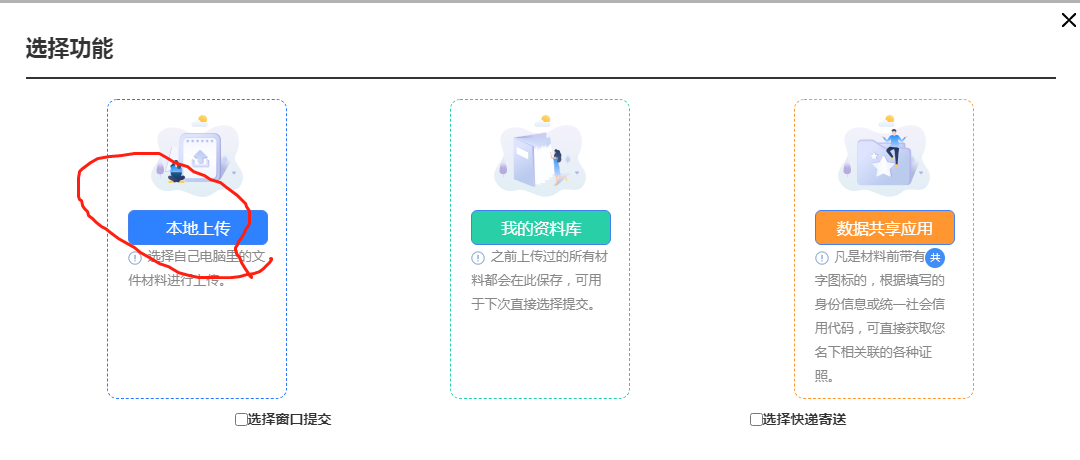 选择功能
本地上传
选择自己电脑里的文
件材料进行上传。
我的资料库
之前上传过的所有材
料都会在此保存，可用
于下次直接选择提交。
数据共享应用
凡是材料前带有共
字图标的，根据填写的
身份信息或统一社会信
用代码，可直接获取您
名下相关联的各种证
照。
选择窗口提交
选择快递寄送